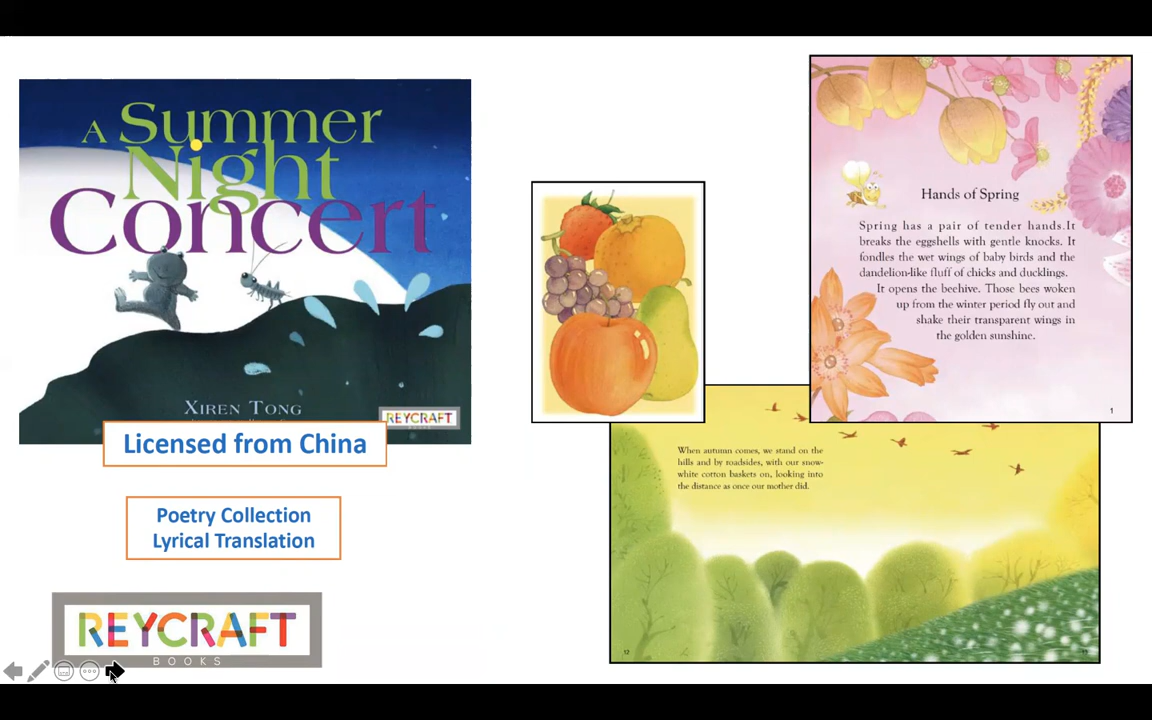 A Summer
Night
Concert
XIREN TONG
REYCRAFT
Licensed from China
Poetry Collection
Lyrical Translation
REYCRAFT
BOOKS
Hands of Spring
Spring has a pair of tender hands.It
breaks the eggshells with gentle knocks. It
fondles the wet wings of baby birds and the
dandelion-like fluff of chicks and ducklings.
It opens the beehive. Those bees woken
up from the winter period fly out and
shake their transparent wings in
the golden sunshine.
1
When autumn comes, we stand on the
hills and by roadsides, with our snow-
white cotton baskets on, looking into
the distance as once our mother did.
12